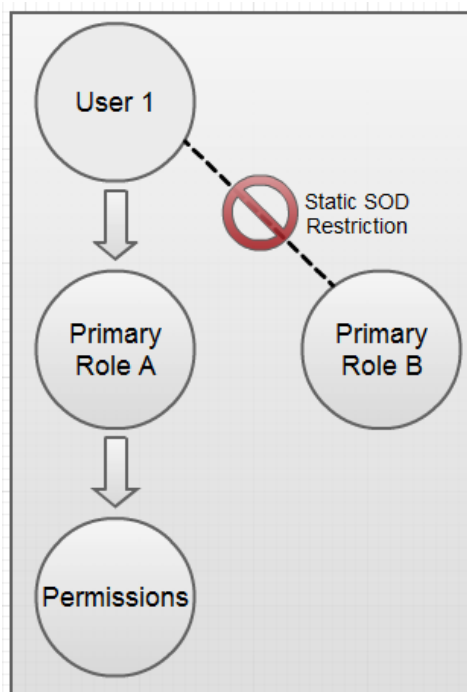 User 1
Static SOD
Restriction
Primary
Role A
Primary
Role B
Permissions